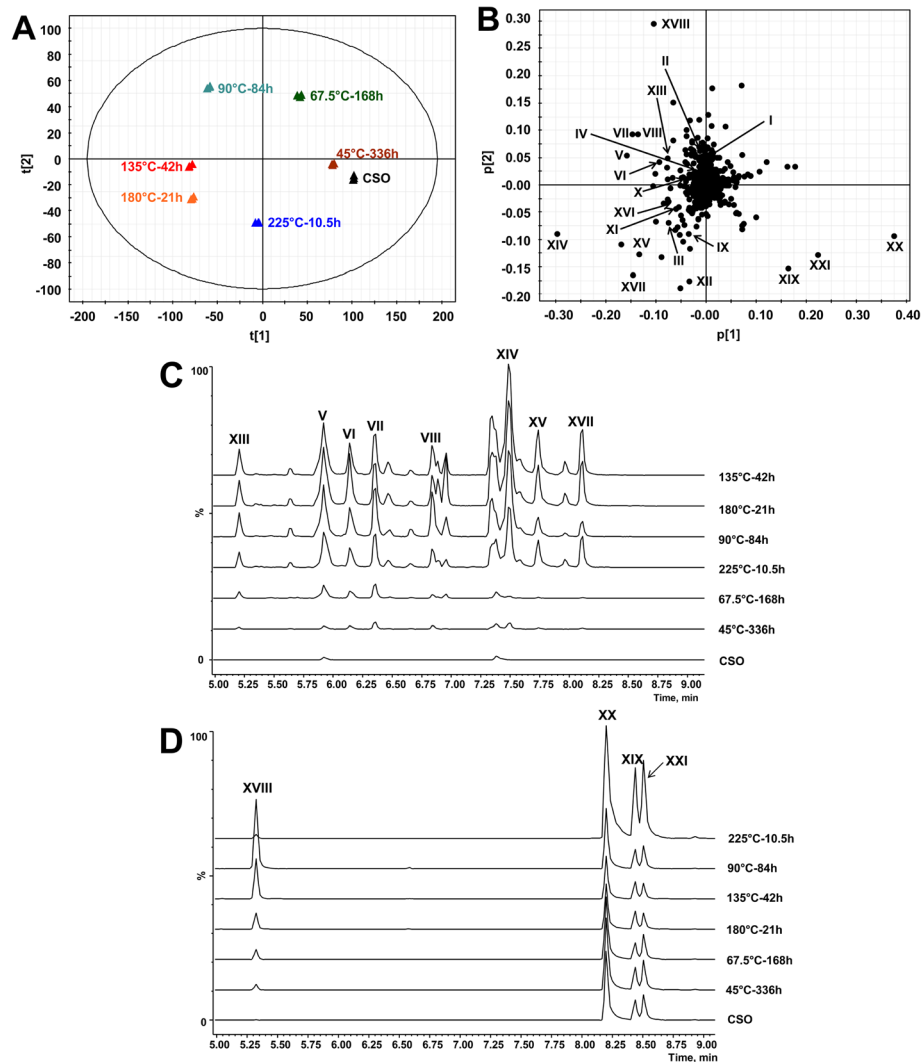 A
100
80
60
40
20
0
-20
-40
-60
-80
-100
t[2]
90°C-84h
67.5°C-168h
135°C-42h
45°C-336h
CSO
180°C-21h
225°C-10.5h
-200
-150
-100
-50
0
50
100
150
200
t[1]
B
0.30
0.25
0.20
0.15
0.10
0.05
-0.00
-0.05
-0.10
-0.15
-0.20
p[2]
XVIII
II
XIII
I
IV
VII
VIII
V
VI
X
XVI
XI
XIV
XV
III
IX
XX
XXI
XIX
XVII
XII
-0.30
-0.20
-0.10
-0.00
0.10
0.20
0.30
0.40
p[1]
C
100
%
0
XIII
V
VI
VII
VIII
XIV
XV
XVII
135°C-42h
180°C-21h
90°C-84h
225°C-10.5h
67.5°C-168h
45°C-336h
CSO
5.00 5.25 5.50 5.75 6.00 6.25 6.50 6.75 7.00 7.25 7.50 7.75 8.00 8.25 8.50 8.75 9.00
Time, min
D
100
%
0
XVIII
XX
XIX
XXI
225°C-10.5h
90°C-84h
135°C-42h
180°C-21h
67.5°C-168h
45°C-336h
CSO
5.00 5.25 5.50 5.75 6.00 6.25 6.50 6.75 7.00 7.25 7.50 7.75 8.00 8.25 8.50 8.75 9.00
Time, min